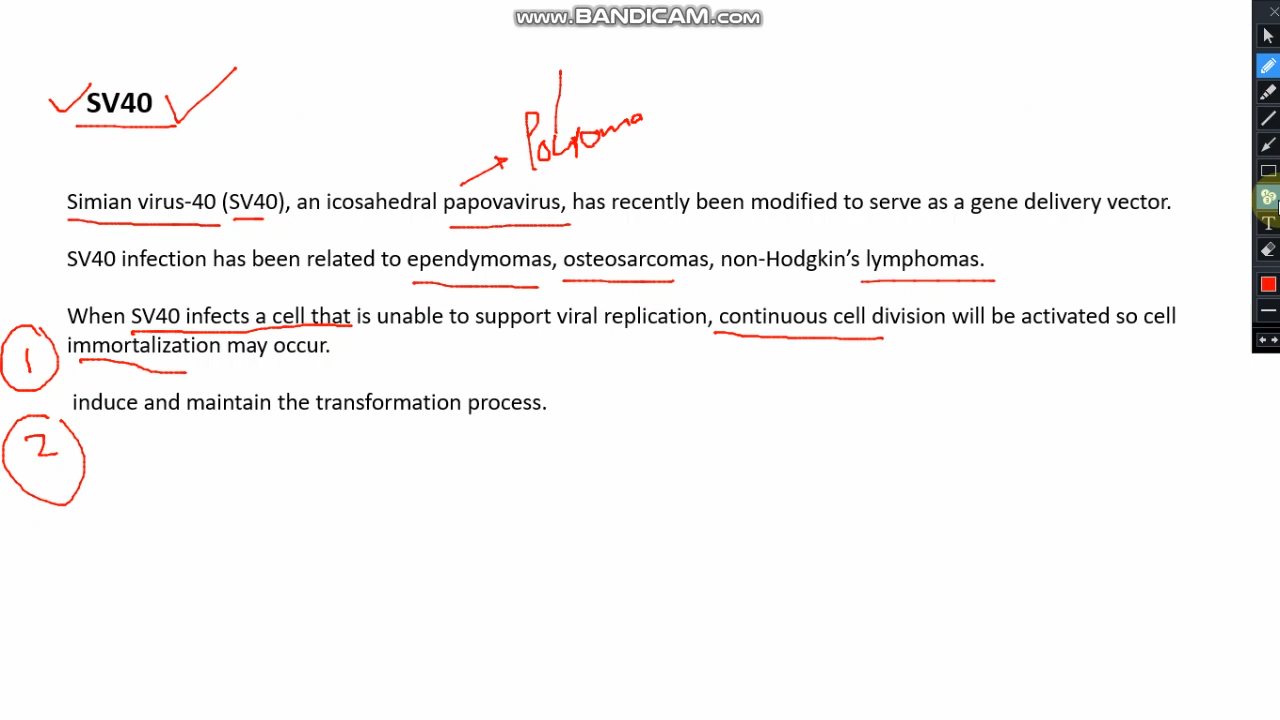 www.BANDICAM.com
SV40
Polyoma
Simian virus-40 (SV40), an icosahedral papovavirus, has recently been modified to serve as a gene delivery vector.
SV40 infection has been related to ependymomas, osteosarcomas, non-Hodgkin's lymphomas.
When SV40 infects a cell that is unable to support viral replication, continuous cell division will be activated so cell
immortalization may occur.
1
induce and maintain the transformation process.
2
T